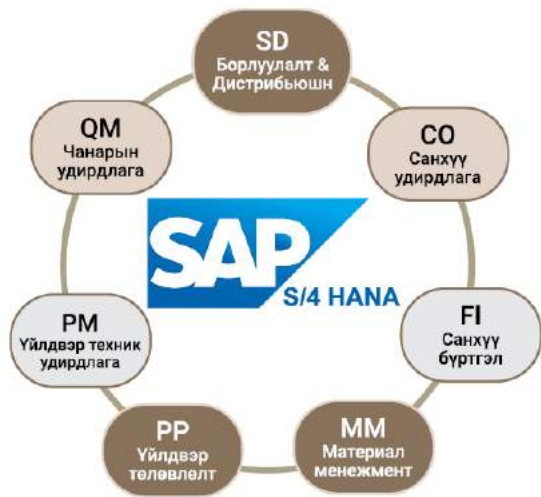 SD
Борлуулалт &
Дистрибьюшн
QM
Чанарын
удирдлага
CO
Санхүү
удирдлага
SAP
S/4 HANA
PM
Үйлдвэр техник
удирдлага
FI
Санхүү
бүртгэл
PP
Үйлдвэр
төлөвлөлт
MM
Материал
менежмент